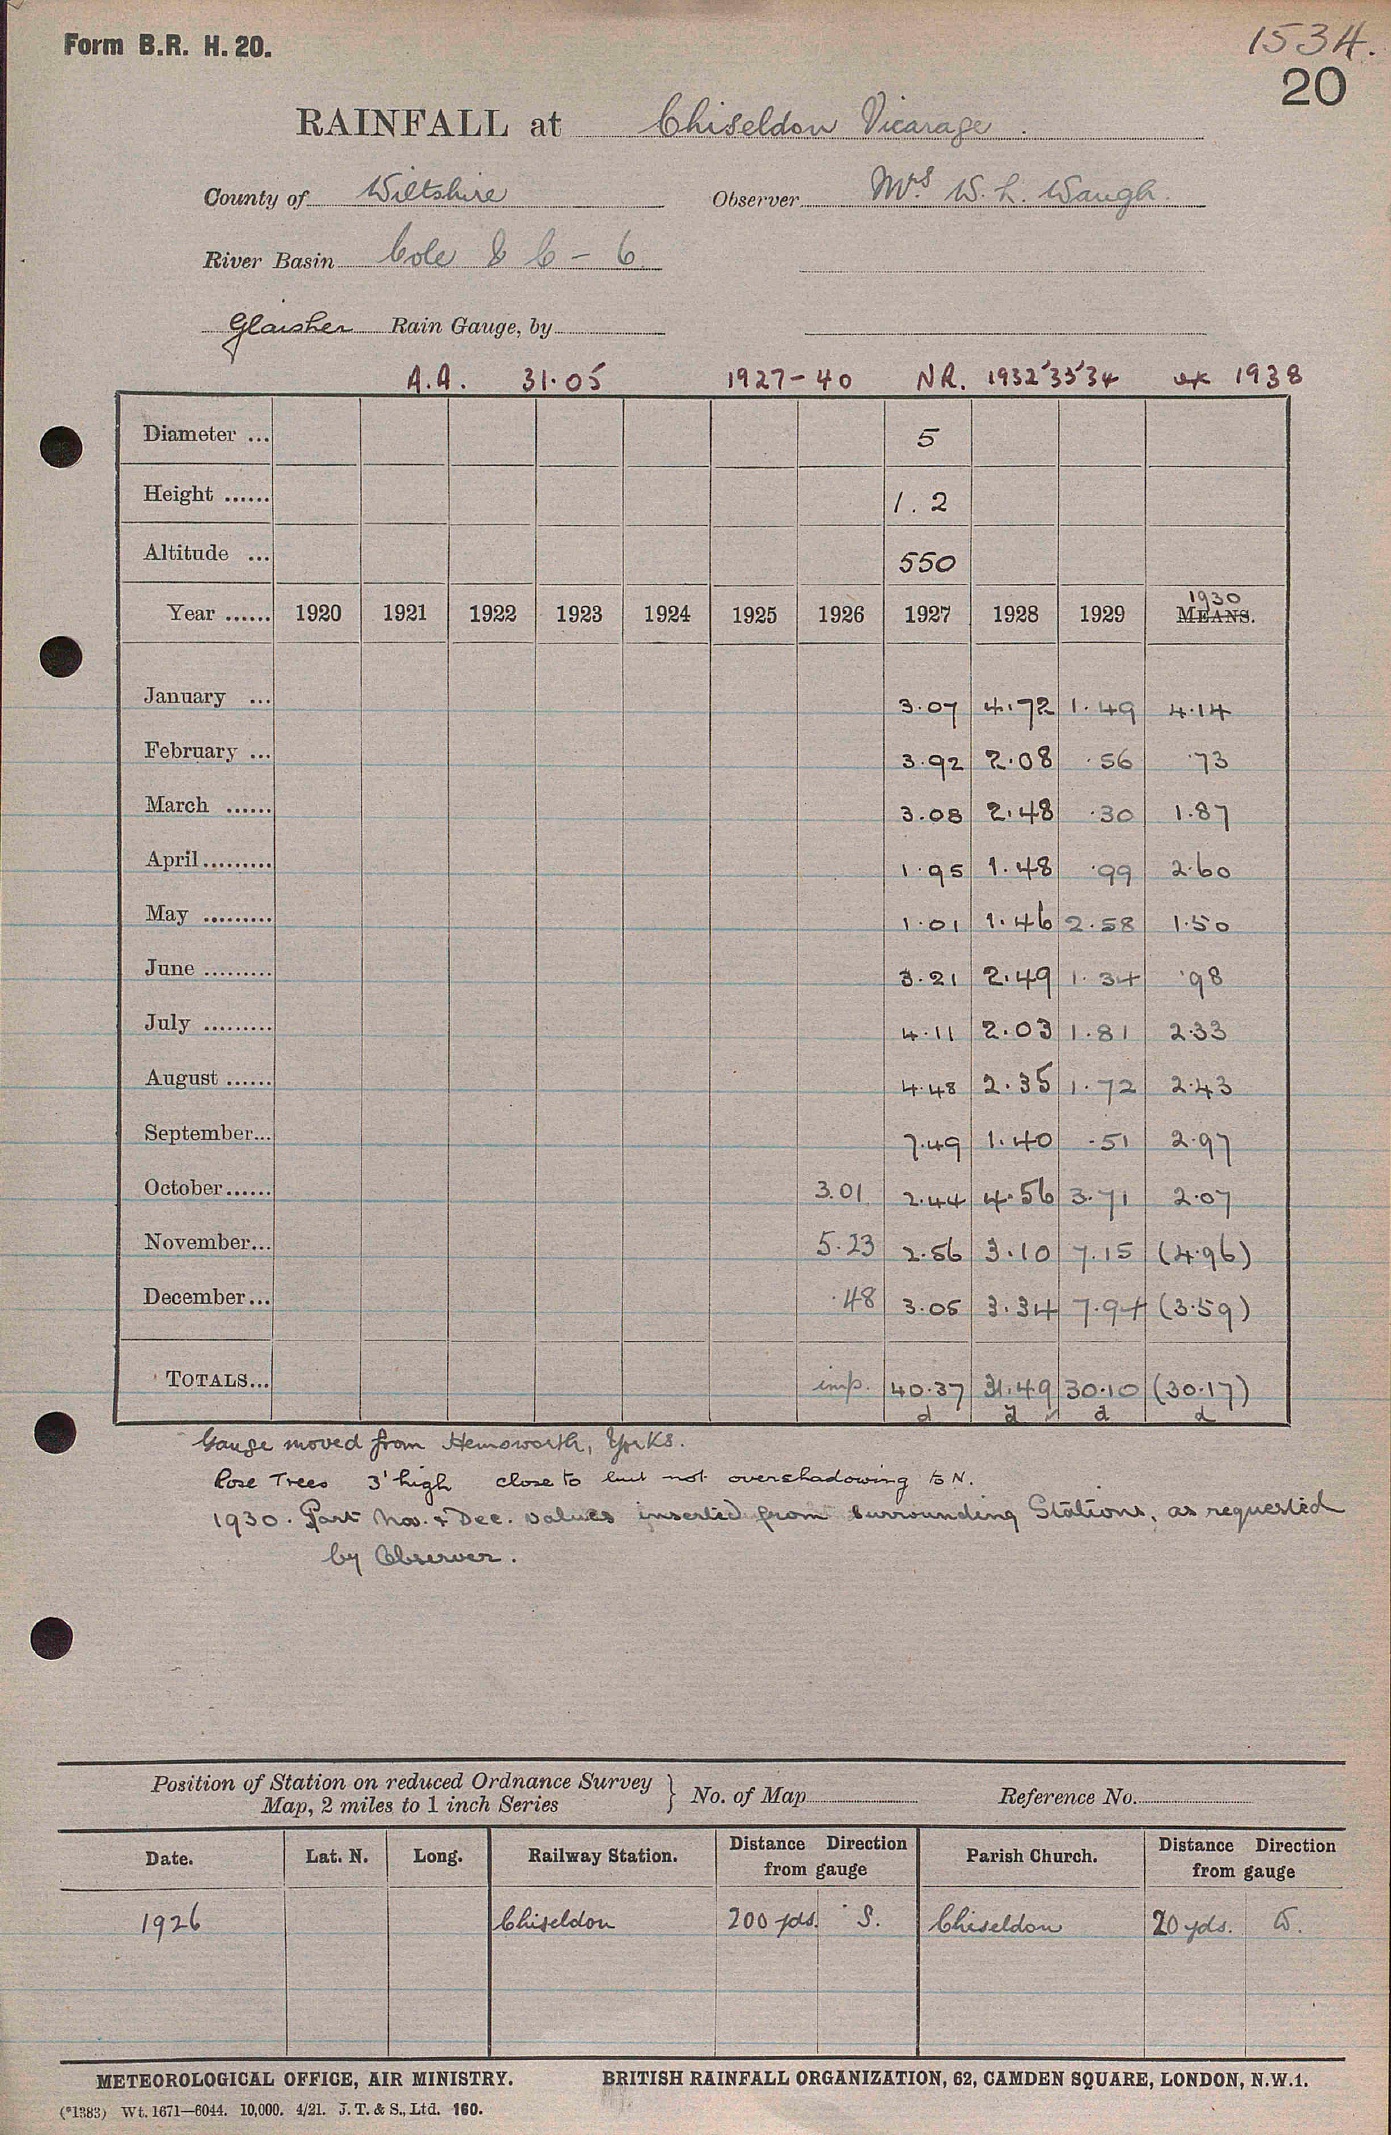 Form B.R. H. 20.
1534.
20
RAINFALL at Chiseldon Vicarage.
County of Wiltshire Observer Mrs. W. L. Waugh.
River Basin Cole & C - 6
Glaisher Rain Gauge, by
A.A. 31.05 1927-40 NR. 1932'33'34 ex 1938
Diameter ... 5
Height ...... 1.2
Altitude ... 550
1930
Year ...... 1920 1921 1922 1923 1924 1925 1926 1927 1928 1929 MEANS.
January ... 3.07 4.72 1.49 4.14
February ... 3.92 2.08 .56 .73
March ...... 3.08 2.48 .30 1.87
April ......... 1.95 1.48 .99 2.60
May ......... 1.01 1.46 2.58 1.50
June ......... 3.21 2.49 1.34 .98
July ......... 4.11 2.03 1.81 2.33
August ...... 4.48 2.35 1.72 2.43
September... 7.49 1.40 .51 2.97
October...... 3.01 2.44 4.56 3.71 2.07
November... 5.23 2.56 3.10 7.15 (4.96)
December... .48 3.05 3.34 7.94 (3.59)
TOTALS... imp. 40.37 31.49 30.10 (30.17)
d d d d
Gauge moved from Hemsworth, Yorks.
Rose Trees 3' high close to but not overshadowing to N.
1930. Part Nov. & Dec. values inserted from surrounding Stations, as requested
by Observer.
Position of Station on reduced Ordnance Survey
Map, 2 miles to 1 inch Series } No. of Map Reference No.
Date. Lat. N. Long. Railway Station. Distance Direction from gauge Parish Church. Distance Direction from gauge
1926 Chiseldon 200 yds. S. Chiseldon 20 yds. W.
METEOROLOGICAL OFFICE, AIR MINISTRY. BRITISH RAINFALL ORGANIZATION, 62, CAMDEN SQUARE, LONDON, N.W.1.
(*1383) Wt. 1671—6044. 10,000. 4/21. J. T. & S., Ltd. 160.